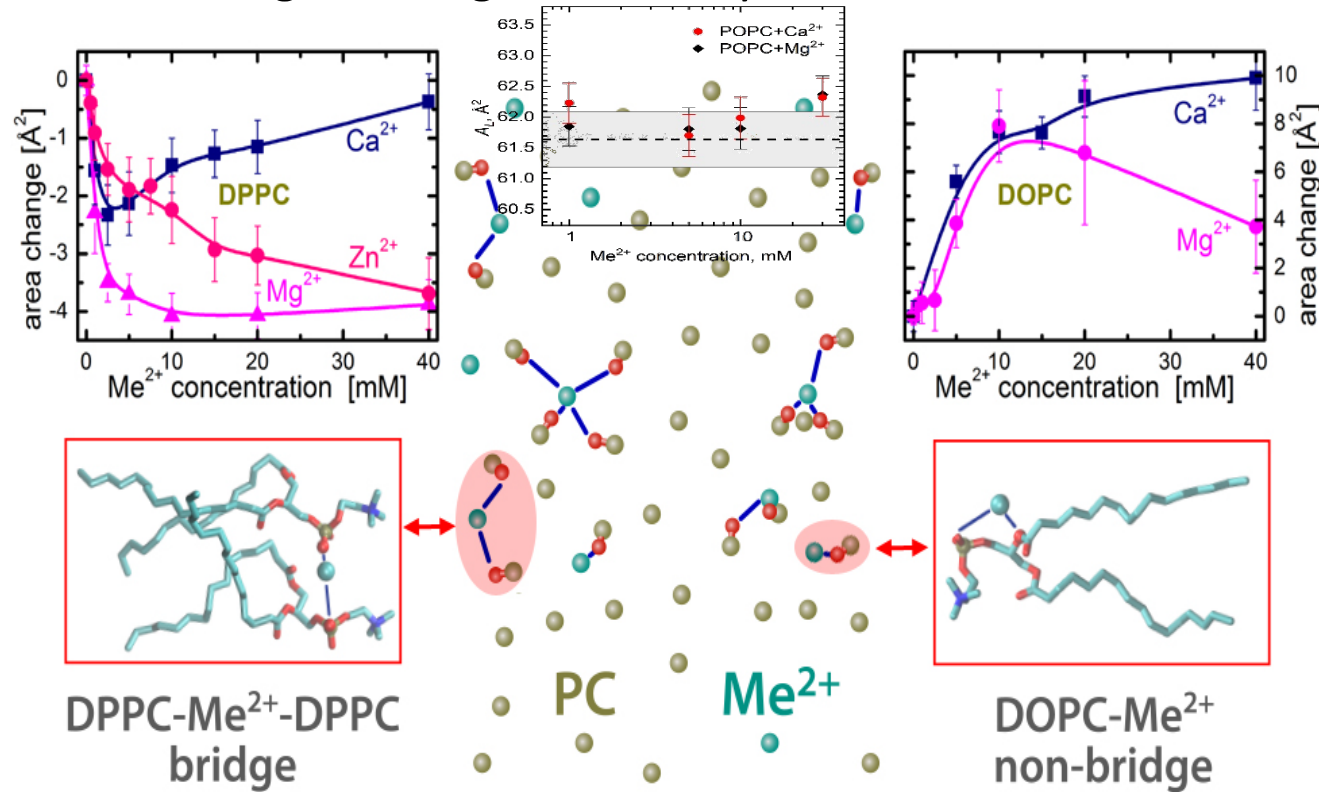 63.5
63.0
62.5
62.0
61.5
61.0
60.5
A_L, Å²
POPC+Ca²⁺
POPC+Mg²⁺
1
10
Me²⁺ concentration, mM
area change [Å²]
0
-1
-2
-3
-4
Ca²⁺
DPPC
Zn²⁺
Mg²⁺
0 10 20 30 40
Me²⁺ concentration [mM]
Ca²⁺
DOPC
Mg²⁺
10
8
6
4
2
0
area change [Å²]
0 10 20 30 40
Me²⁺ concentration [mM]
PC
Me²⁺
DPPC-Me²⁺-DPPC
bridge
DOPC-Me²⁺
non-bridge